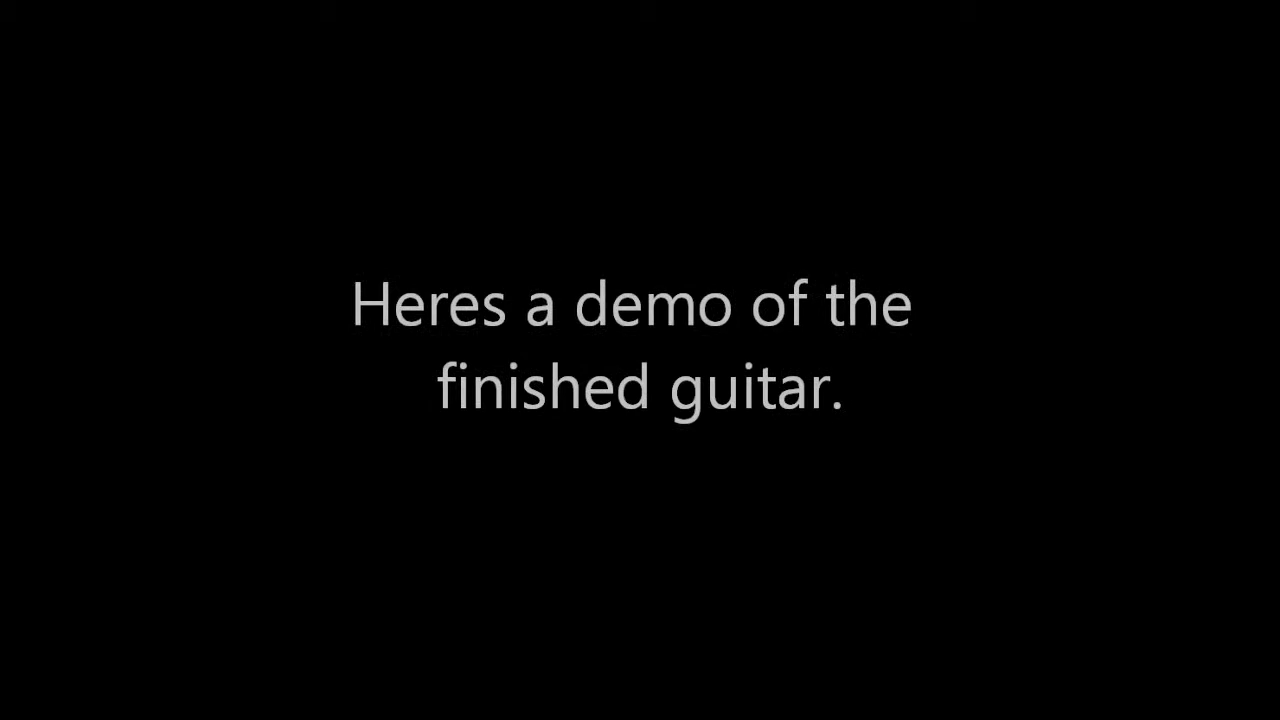 Heres a demo of the
finished guitar.